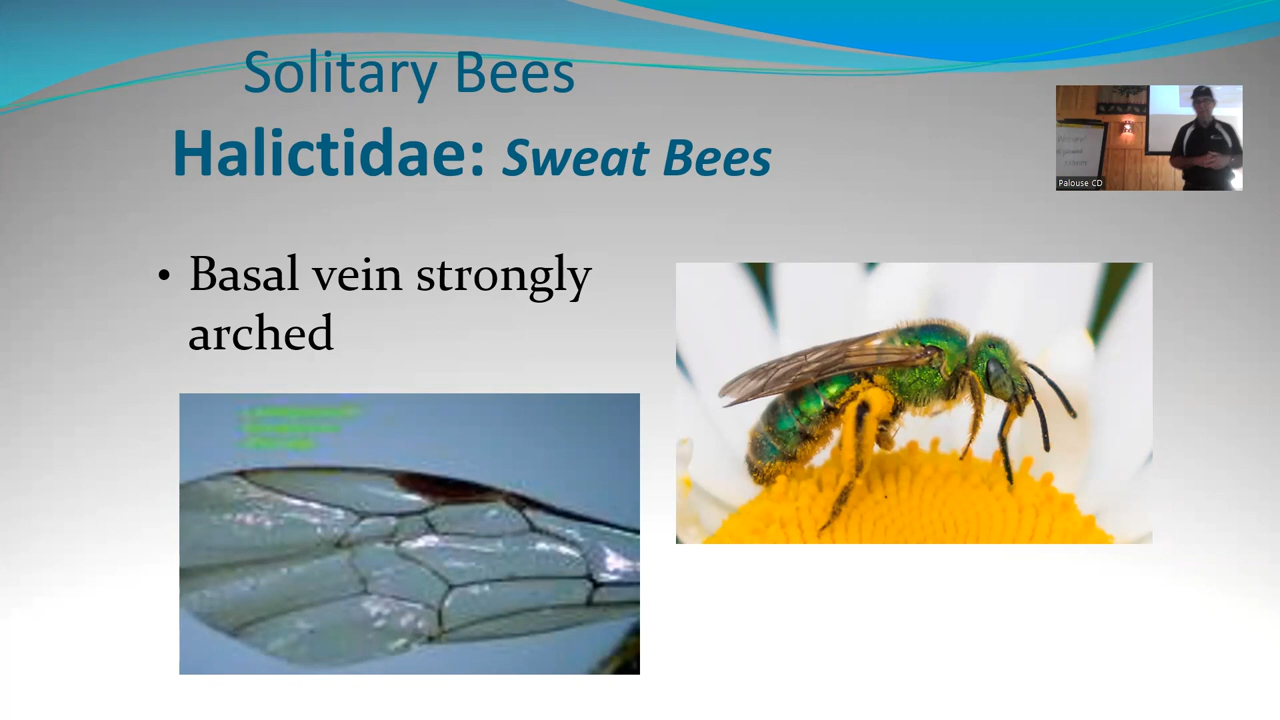 Solitary Bees
Halictidae: Sweat Bees
Palouse CD
• Basal vein strongly
arched